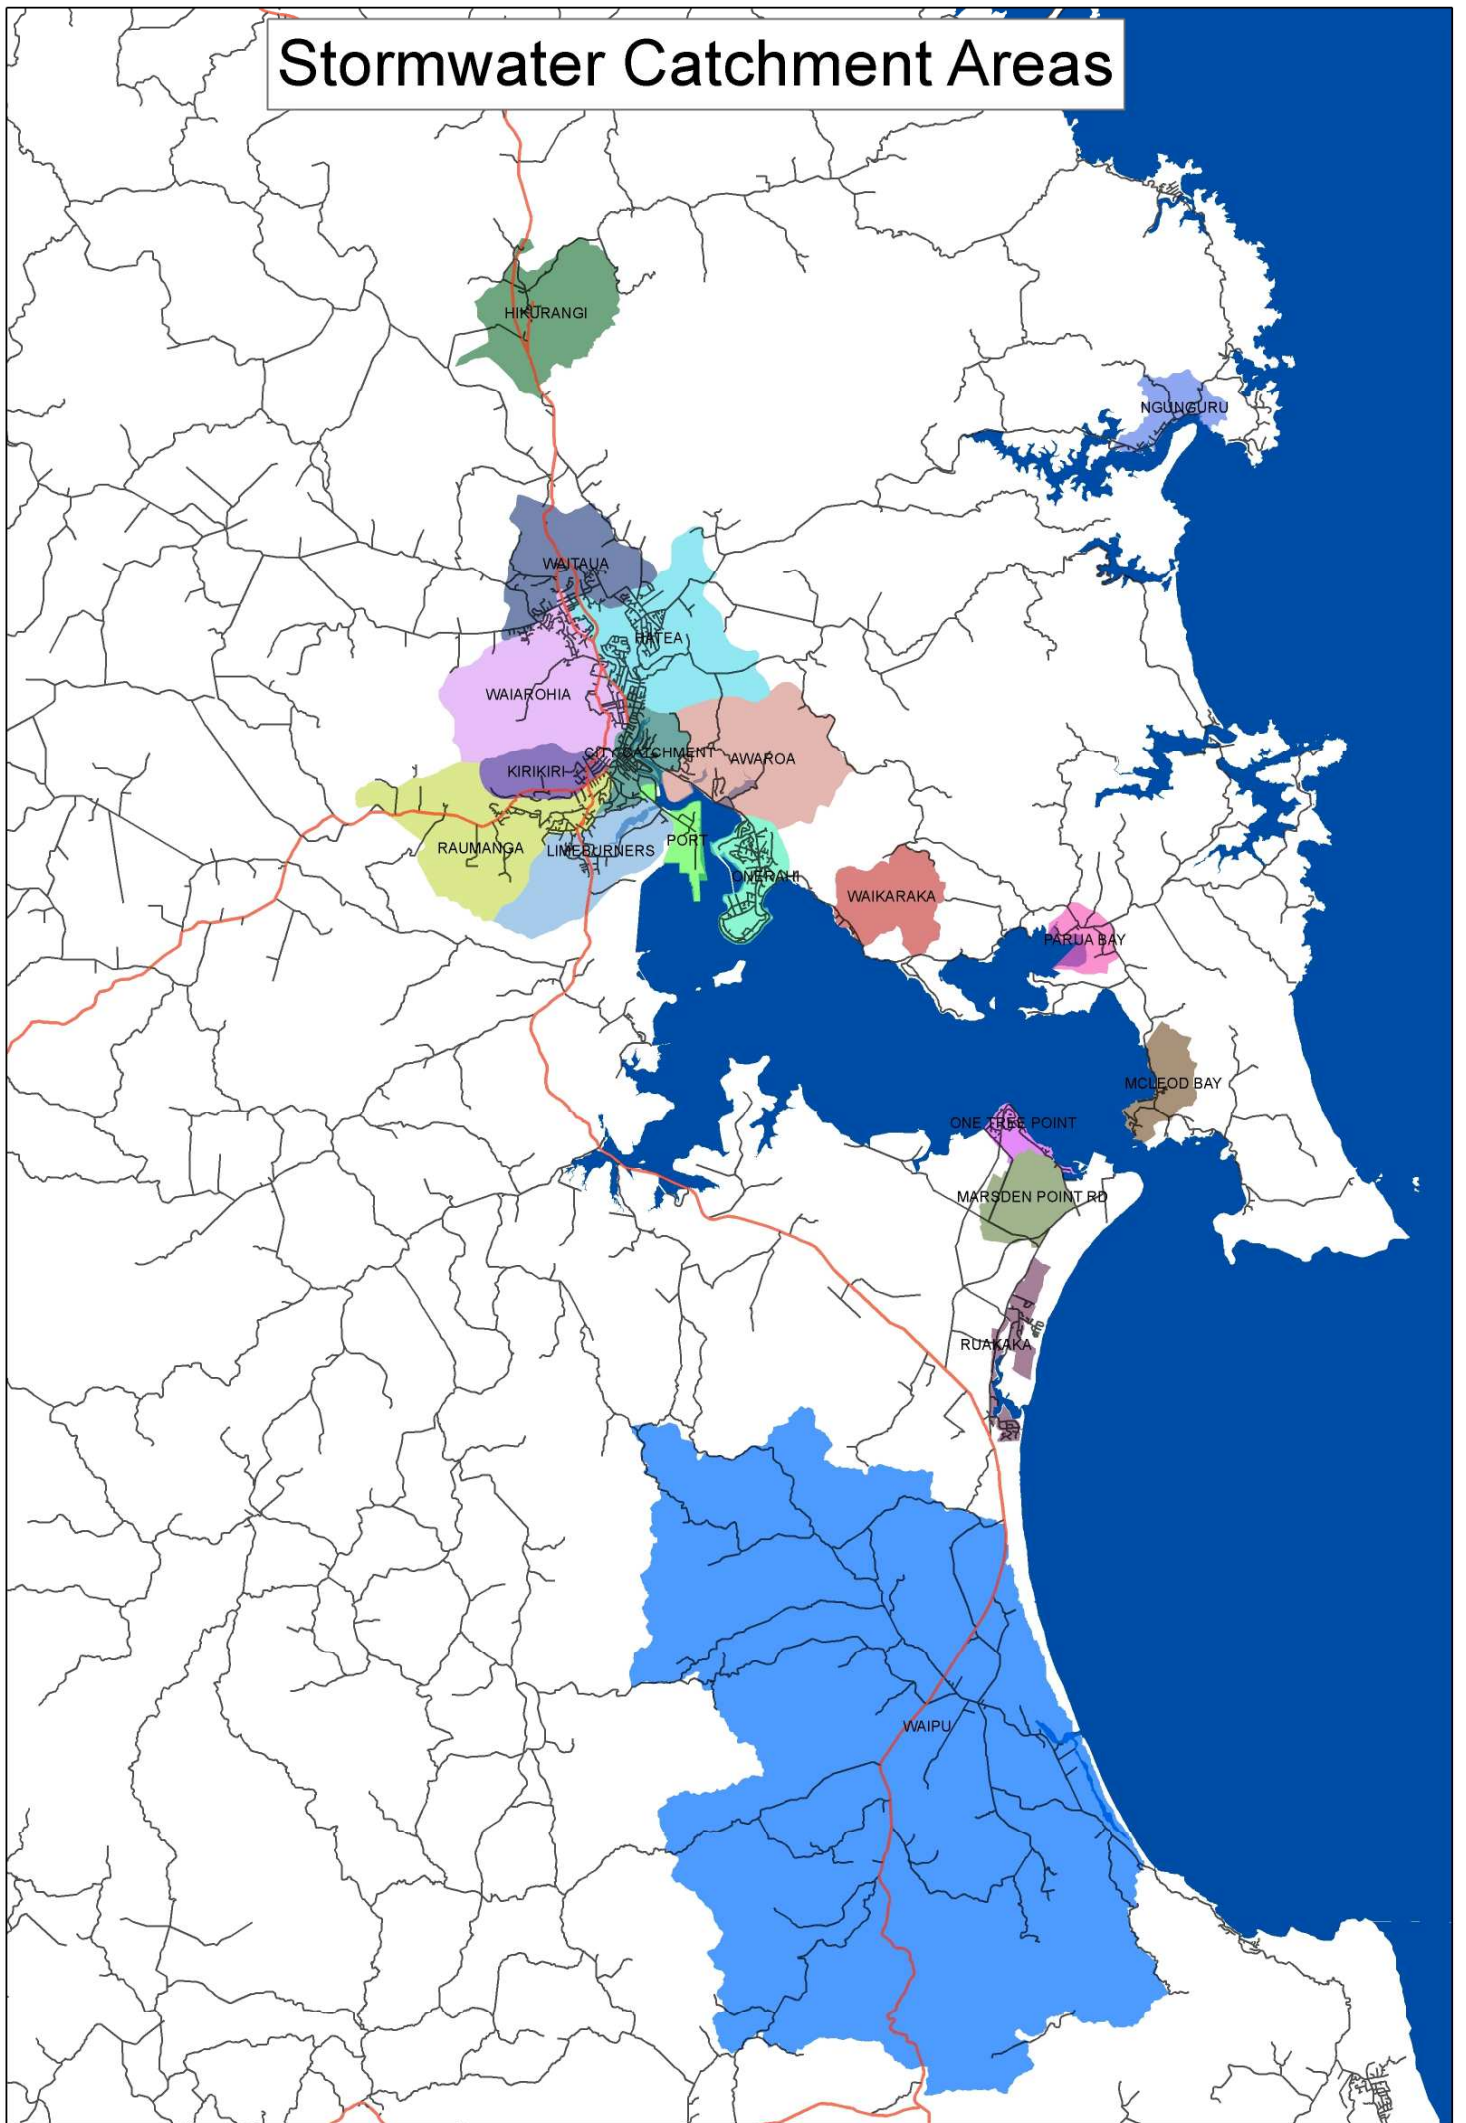 Stormwater Catchment Areas
HIKURANGI
NGUNGURU
WAITAUA
HATEA
WAIAROHIA
CITY CATCHMENT
AWAROA
KIRIKIRI
PORT
RAUMANGA
LIMEBURNERS
ONERAHI
WAIKARAKA
PARUA BAY
MCLEOD BAY
ONE TREE POINT
MARSDEN POINT RD
RUAKAKA
WAIPU